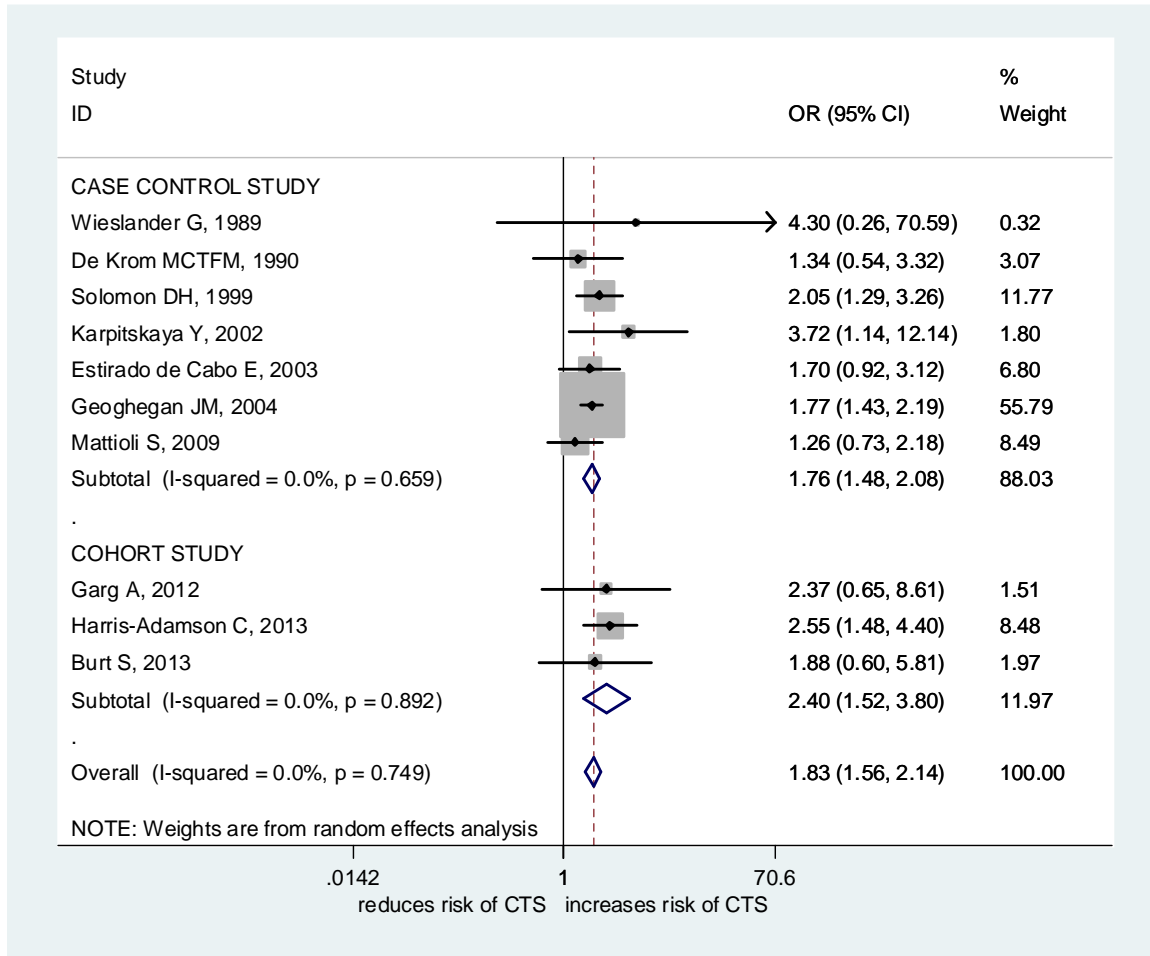 Study %
ID OR (95% CI) Weight
CASE CONTROL STUDY
Wieslander G, 1989 4.30 (0.26, 70.59) 0.32
De Krom MCTFM, 1990 1.34 (0.54, 3.32) 3.07
Solomon DH, 1999 2.05 (1.29, 3.26) 11.77
Karpitskaya Y, 2002 3.72 (1.14, 12.14) 1.80
Estirado de Cabo E, 2003 1.70 (0.92, 3.12) 6.80
Geoghegan JM, 2004 1.77 (1.43, 2.19) 55.79
Mattioli S, 2009 1.26 (0.73, 2.18) 8.49
Subtotal (I-squared = 0.0%, p = 0.659) 1.76 (1.48, 2.08) 88.03
.
COHORT STUDY
Garg A, 2012 2.37 (0.65, 8.61) 1.51
Harris-Adamson C, 2013 2.55 (1.48, 4.40) 8.48
Burt S, 2013 1.88 (0.60, 5.81) 1.97
Subtotal (I-squared = 0.0%, p = 0.892) 2.40 (1.52, 3.80) 11.97
.
Overall (I-squared = 0.0%, p = 0.749) 1.83 (1.56, 2.14) 100.00
NOTE: Weights are from random effects analysis
.0142 1 70.6
reduces risk of CTS increases risk of CTS